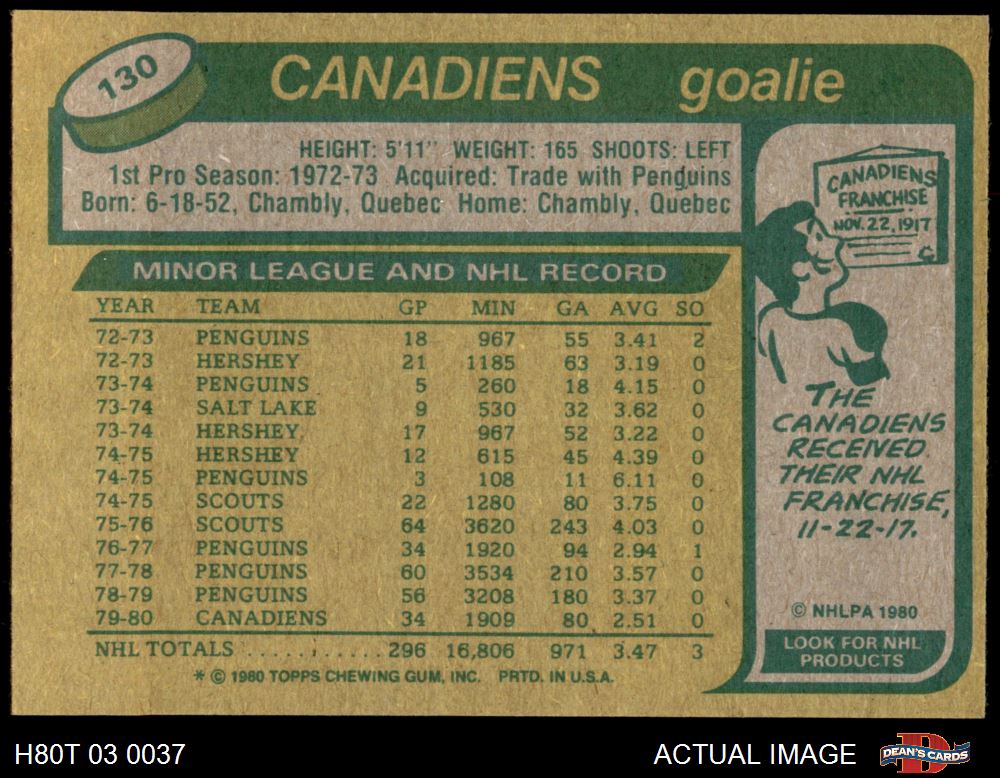 130
CANADIENS goalie
HEIGHT: 5'11" WEIGHT: 165 SHOOTS: LEFT
1st Pro Season: 1972-73 Acquired: Trade with Penguins
Born: 6-18-52, Chambly, Quebec Home: Chambly, Quebec
MINOR LEAGUE AND NHL RECORD
YEAR TEAM GP MIN GA AVG SO
72-73 PENGUINS 18 967 55 3.41 2
72-73 HERSHEY 21 1185 63 3.19 0
73-74 PENGUINS 5 260 18 4.15 0
73-74 SALT LAKE 9 530 32 3.62 0
73-74 HERSHEY 17 967 52 3.22 0
74-75 HERSHEY 12 615 45 4.39 0
74-75 PENGUINS 3 108 11 6.11 0
74-75 SCOUTS 22 1280 80 3.75 0
75-76 SCOUTS 64 3620 243 4.03 0
76-77 PENGUINS 34 1920 94 2.94 1
77-78 PENGUINS 60 3534 210 3.57 0
78-79 PENGUINS 56 3208 180 3.37 0
79-80 CANADIENS 34 1909 80 2.51 0
NHL TOTALS ............ 296 16,806 971 3.47 3
* © 1980 TOPPS CHEWING GUM, INC. PRTD. IN U.S.A.
CANADIENS
FRANCHISE
NOV. 22, 1917
THE
CANADIENS
RECEIVED
THEIR NHL
FRANCHISE,
11-22-17.
© NHLPA 1980
LOOK FOR NHL
PRODUCTS
H80T 03 0037
ACTUAL IMAGE
DEAN'S CARDS